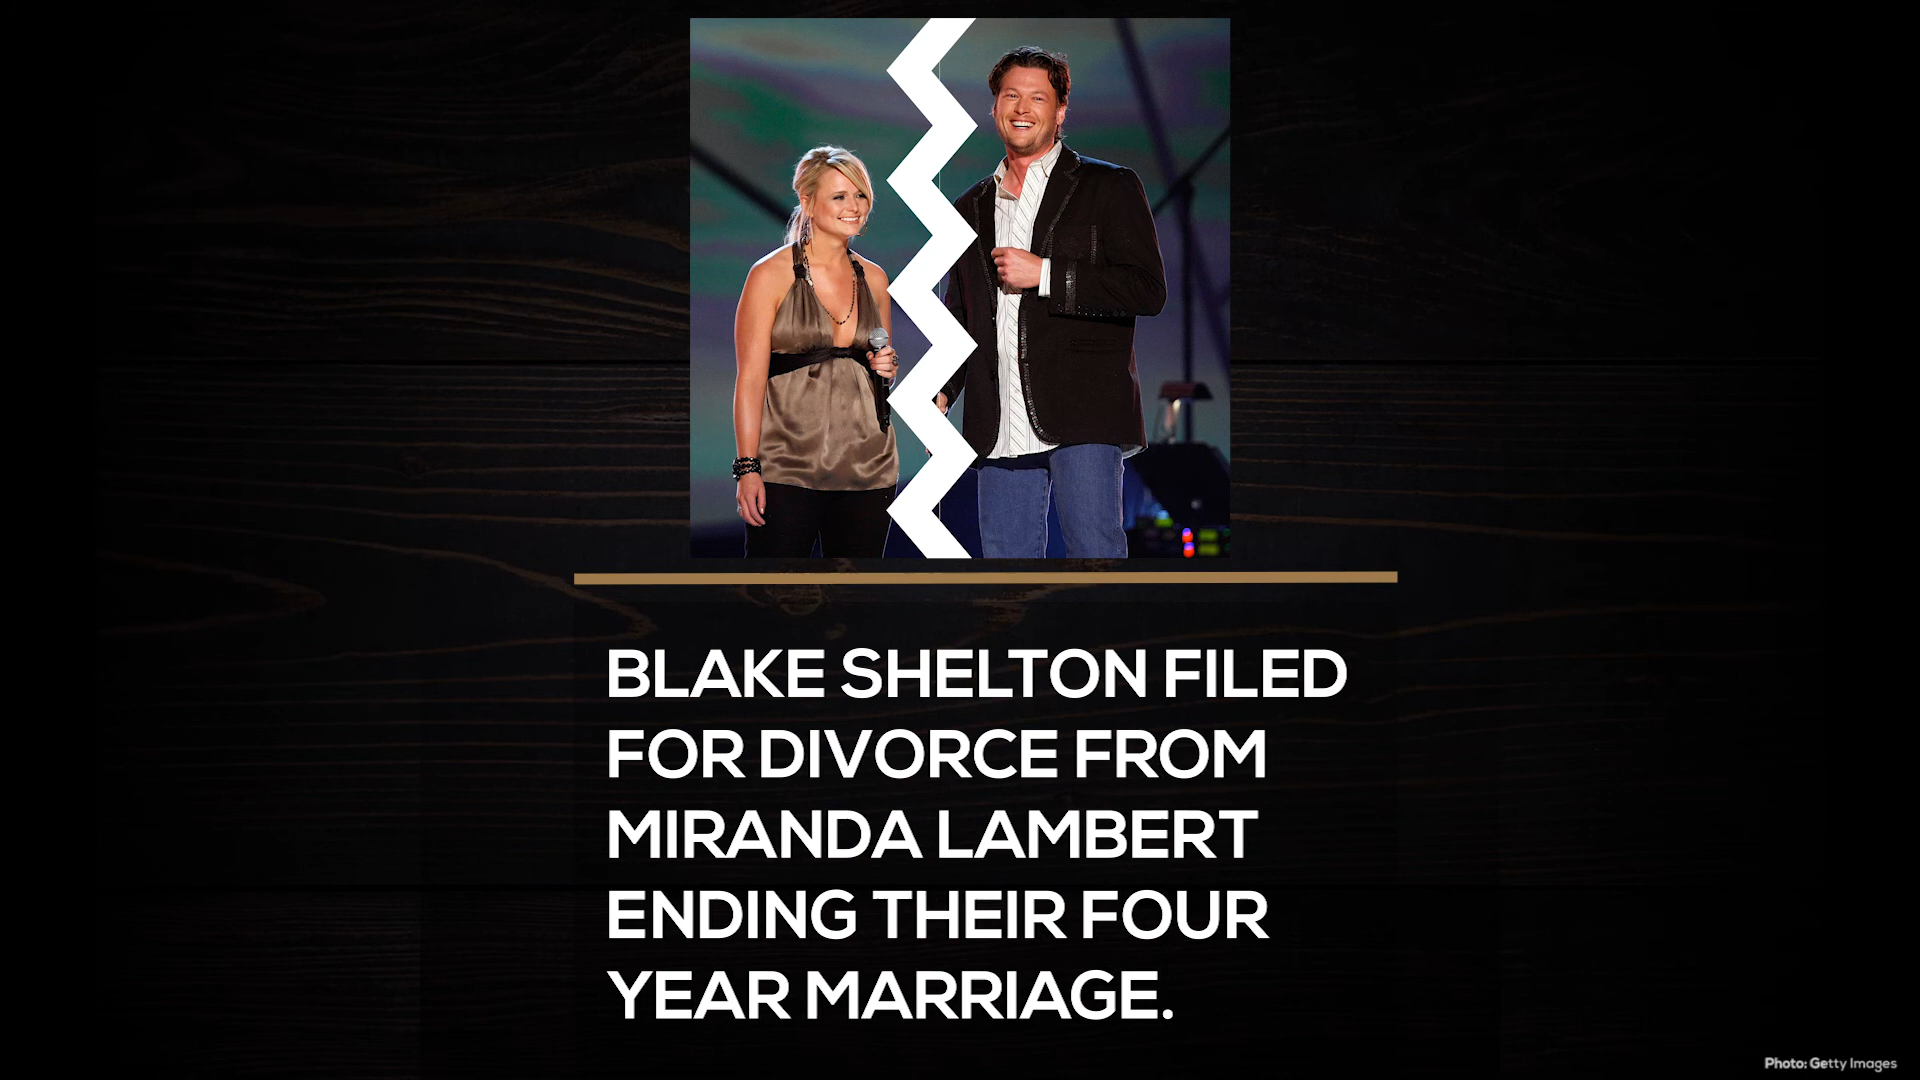 BLAKE SHELTON FILED
FOR DIVORCE FROM
MIRANDA LAMBERT
ENDING THEIR FOUR
YEAR MARRIAGE.
Photo: Getty Images